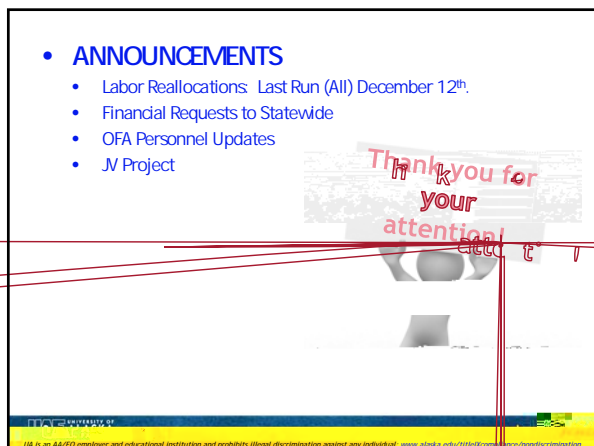 • ANNOUNCEMENTS
• Labor Reallocations: Last Run (All) December 12th.
• Financial Requests to Statewide
• OFA Personnel Updates
• JV Project
Thank you for
your
attention!
UNIVERSITY OF
UA is an AA/EO employer and educational institution and prohibits illegal discrimination against any individual: www.alaska.edu/titleIXcompliance/nondiscrimination